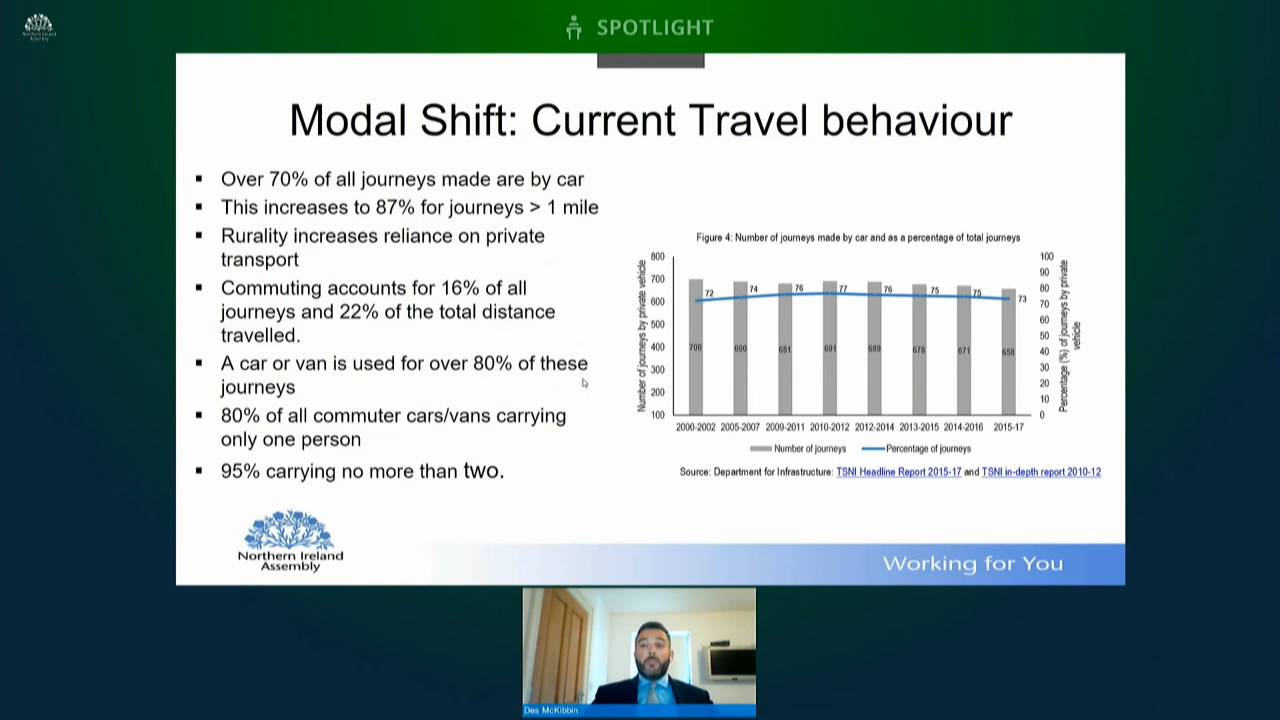 Northern Ireland
Assembly
SPOTLIGHT
Modal Shift: Current Travel behaviour
Over 70% of all journeys made are by car
This increases to 87% for journeys > 1 mile
Rurality increases reliance on private
transport
Commuting accounts for 16% of all
journeys and 22% of the total distance
travelled.
A car or van is used for over 80% of these
journeys
80% of all commuter cars/vans carrying
only one person
95% carrying no more than two.
Figure 4: Number of journeys made by car and as a percentage of total journeys
Number of journeys by private vehicle
800
700
600
500
400
300
200
100
72 74 76 77 76 75 75 73
700 690 681 691 689 678 671 658
100
90
80
70
60
50
40
30
20
10
0
Percentage (%) of journeys by private
vehicle
2000-2002 2005-2007 2009-2011 2010-2012 2012-2014 2013-2015 2014-2016 2015-17
Number of journeys Percentage of journeys
Source: Department for Infrastructure: TSNI Headline Report 2015-17 and TSNI in-depth report 2010-12
Northern Ireland
Assembly
Working for You
Des McKibbin